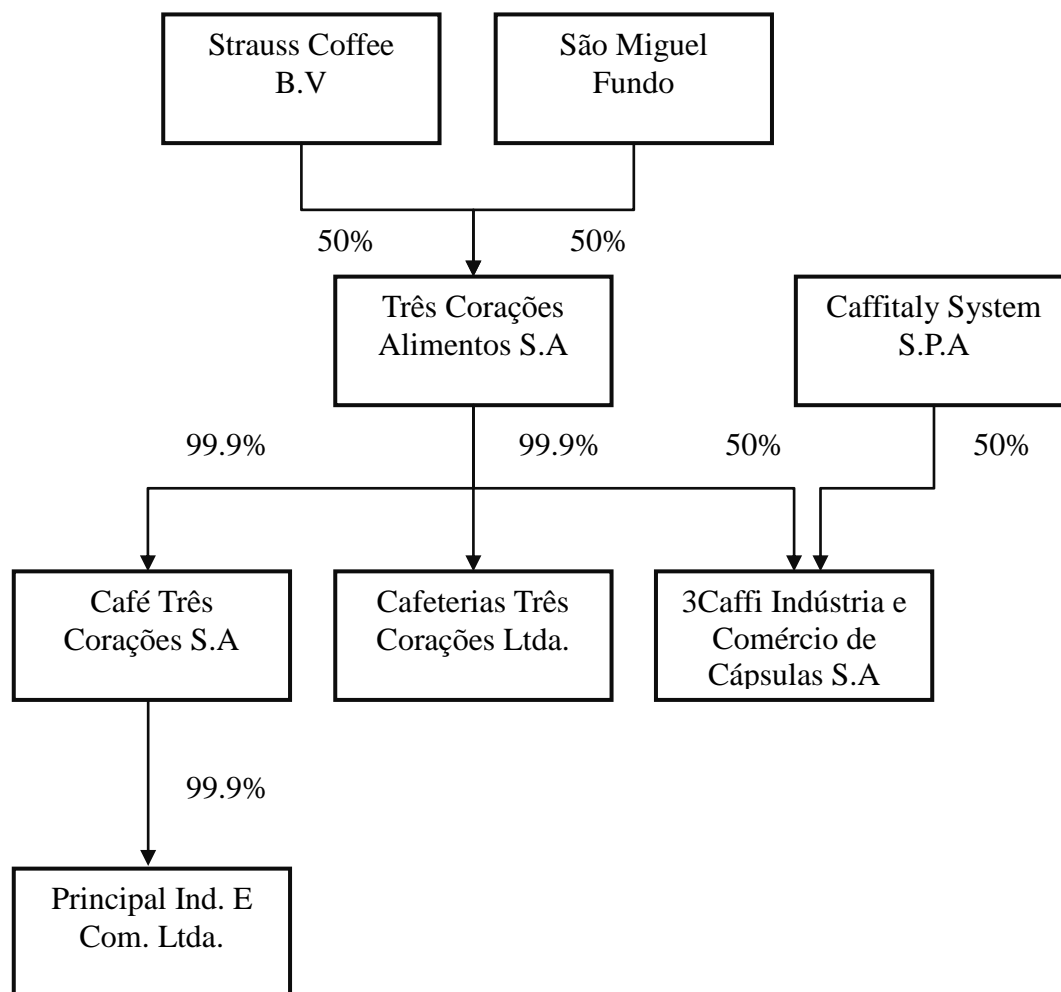 Strauss Coffee
B.V
São Miguel
Fundo
50%
50%
Três Corações
Alimentos S.A
Caffitaly System
S.P.A
99.9%
99.9%
50%
50%
Café Três
Corações S.A
Cafeterias Três
Corações Ltda.
3Caffi Indústria e
Comércio de
Cápsulas S.A
99.9%
Principal Ind. E
Com. Ltda.